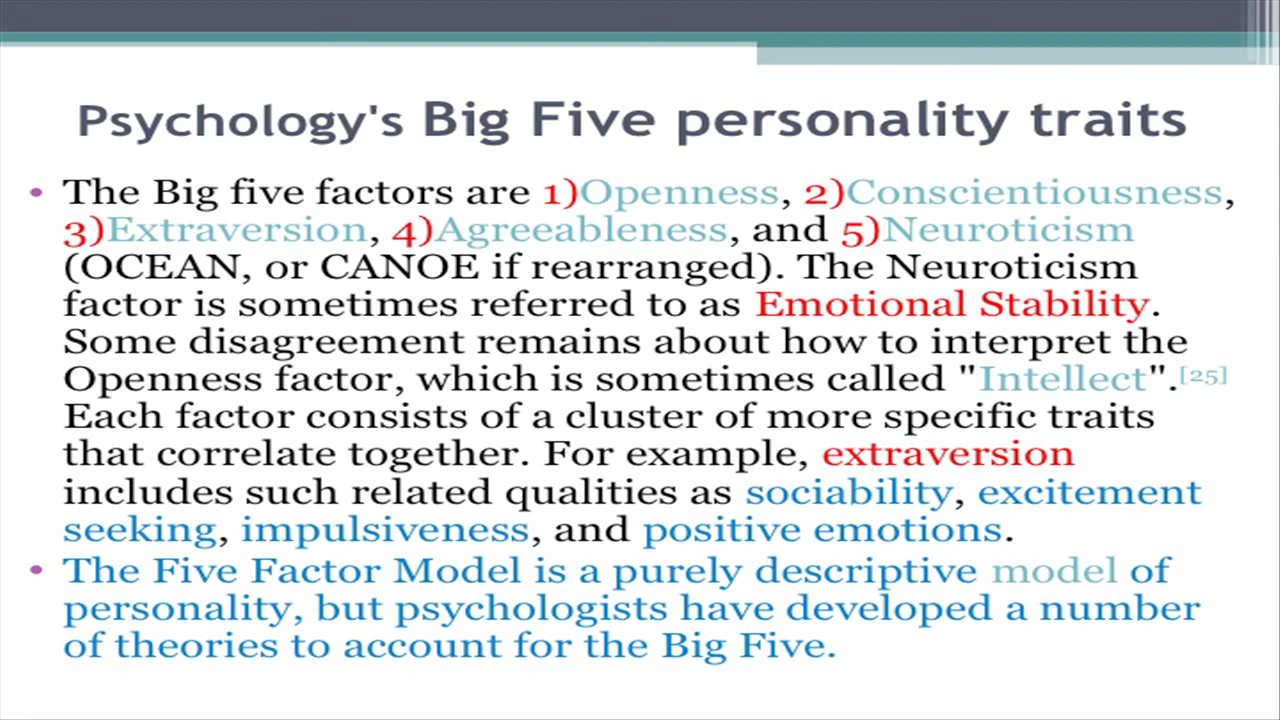 Psychology's Big Five personality traits
• The Big five factors are 1)Openness, 2)Conscientiousness,
3)Extraversion, 4)Agreeableness, and 5)Neuroticism
(OCEAN, or CANOE if rearranged). The Neuroticism
factor is sometimes referred to as Emotional Stability.
Some disagreement remains about how to interpret the
Openness factor, which is sometimes called "Intellect".[25]
Each factor consists of a cluster of more specific traits
that correlate together. For example, extraversion
includes such related qualities as sociability, excitement
seeking, impulsiveness, and positive emotions.
• The Five Factor Model is a purely descriptive model of
personality, but psychologists have developed a number
of theories to account for the Big Five.